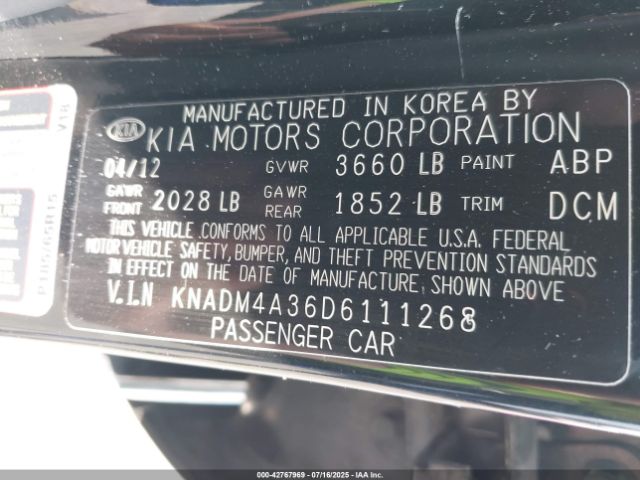 MANUFACTURED IN KOREA BY
KIA KIA MOTORS CORPORATION
04/12 GVWR 3660 LB PAINT ABP
GAWR FRONT 2028 LB GAWR REAR 1852 LB TRIM DCM
THIS VEHICLE CONFORMS TO ALL APPLICABLE U.S.A. FEDERAL
MOTOR VEHICLE SAFETY, BUMPER, AND THEFT PREVENTION STANDARDS
IN EFFECT ON THE DATE OF MANUFACTURE SHOWN ABOVE
V.I.N KNADM4A36D6111268
PASSENGER CAR
P185/65R15
000-42767969 - 07/16/2025 - IAA Inc.